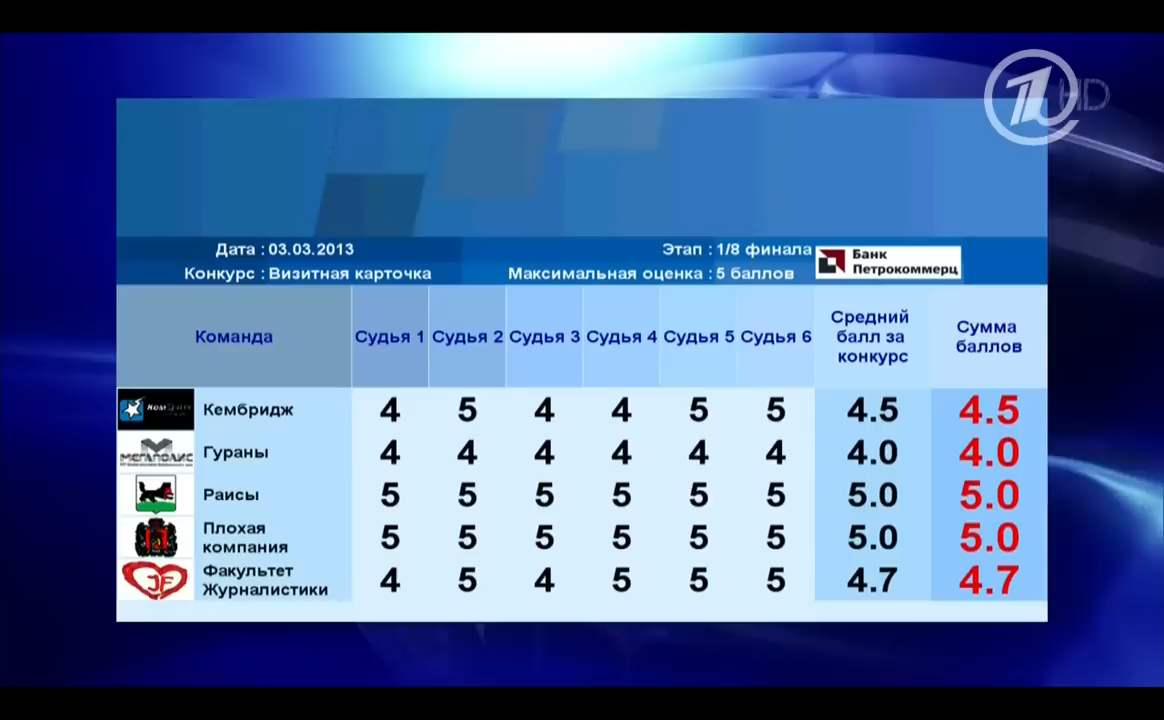 HD
Дата : 03.03.2013 Этап : 1/8 финала
Конкурс : Визитная карточка Максимальная оценка : 5 баллов
Банк
Петрокоммерц
Команда Судья 1 Судья 2 Судья 3 Судья 4 Судья 5 Судья 6 Средний балл за конкурс Сумма баллов
Кембридж 4 5 4 4 5 5 4.5 4.5
МЕГАПОЛИС Гураны 4 4 4 4 4 4 4.0 4.0
Раисы 5 5 5 5 5 5 5.0 5.0
Плохая компания 5 5 5 5 5 5 5.0 5.0
JF Факультет Журналистики 4 5 4 5 5 5 4.7 4.7